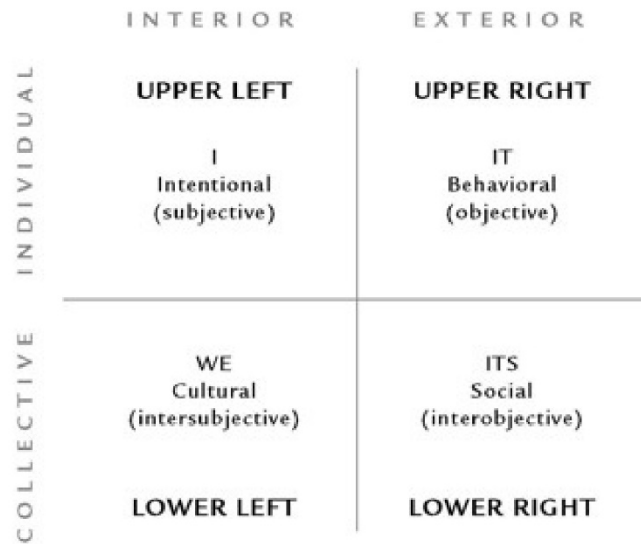 INTERIOR
EXTERIOR
INDIVIDUAL
UPPER LEFT
I
Intentional
(subjective)
UPPER RIGHT
IT
Behavioral
(objective)
COLLECTIVE
WE
Cultural
(intersubjective)
LOWER LEFT
ITS
Social
(interobjective)
LOWER RIGHT